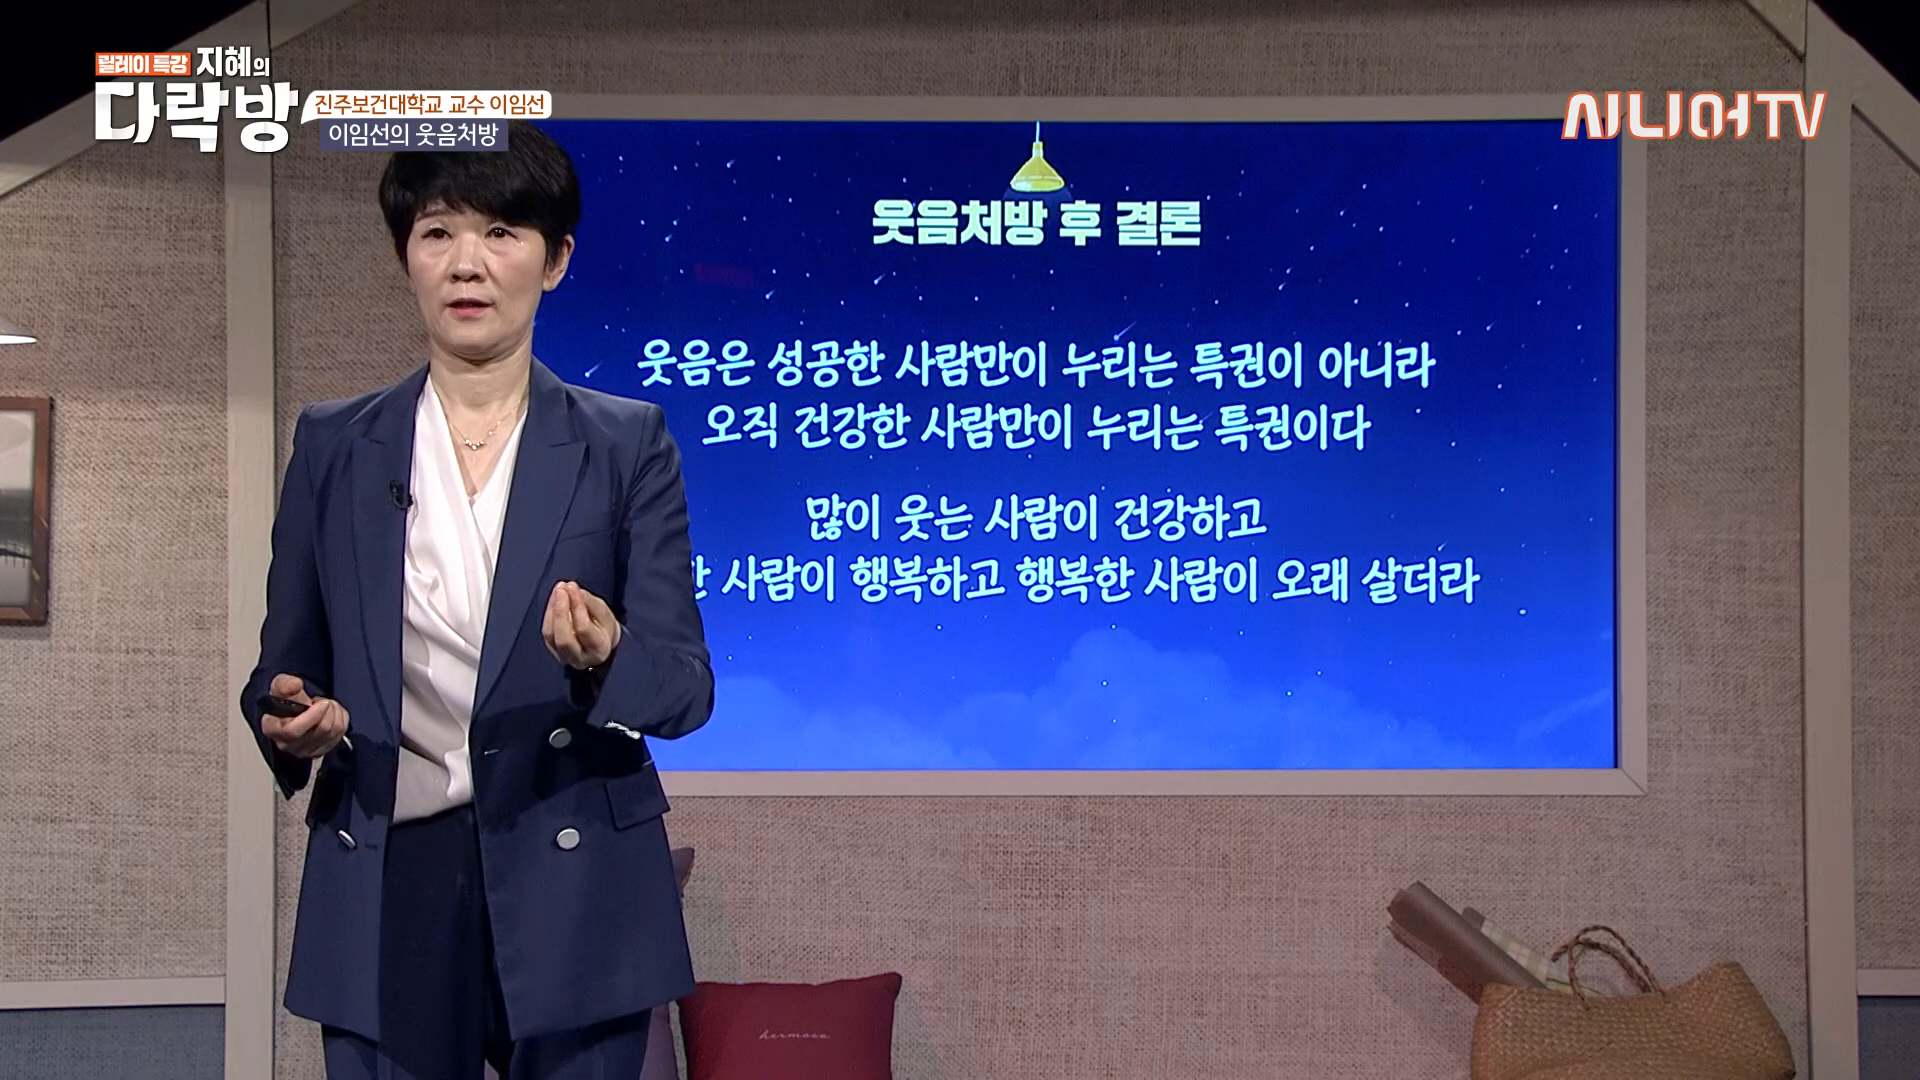 릴레이 특강 지혜의
다락방
진주보건대학교 교수 이임선
이임선의 웃음처방
시니어TV
웃음처방 후 결론
웃음은 성공한 사람만이 누리는 특권이 아니라
오직 건강한 사람만이 누리는 특권이다
많이 웃는 사람이 건강하고
사람이 행복하고 행복한 사람이 오래 살더라
hermosa